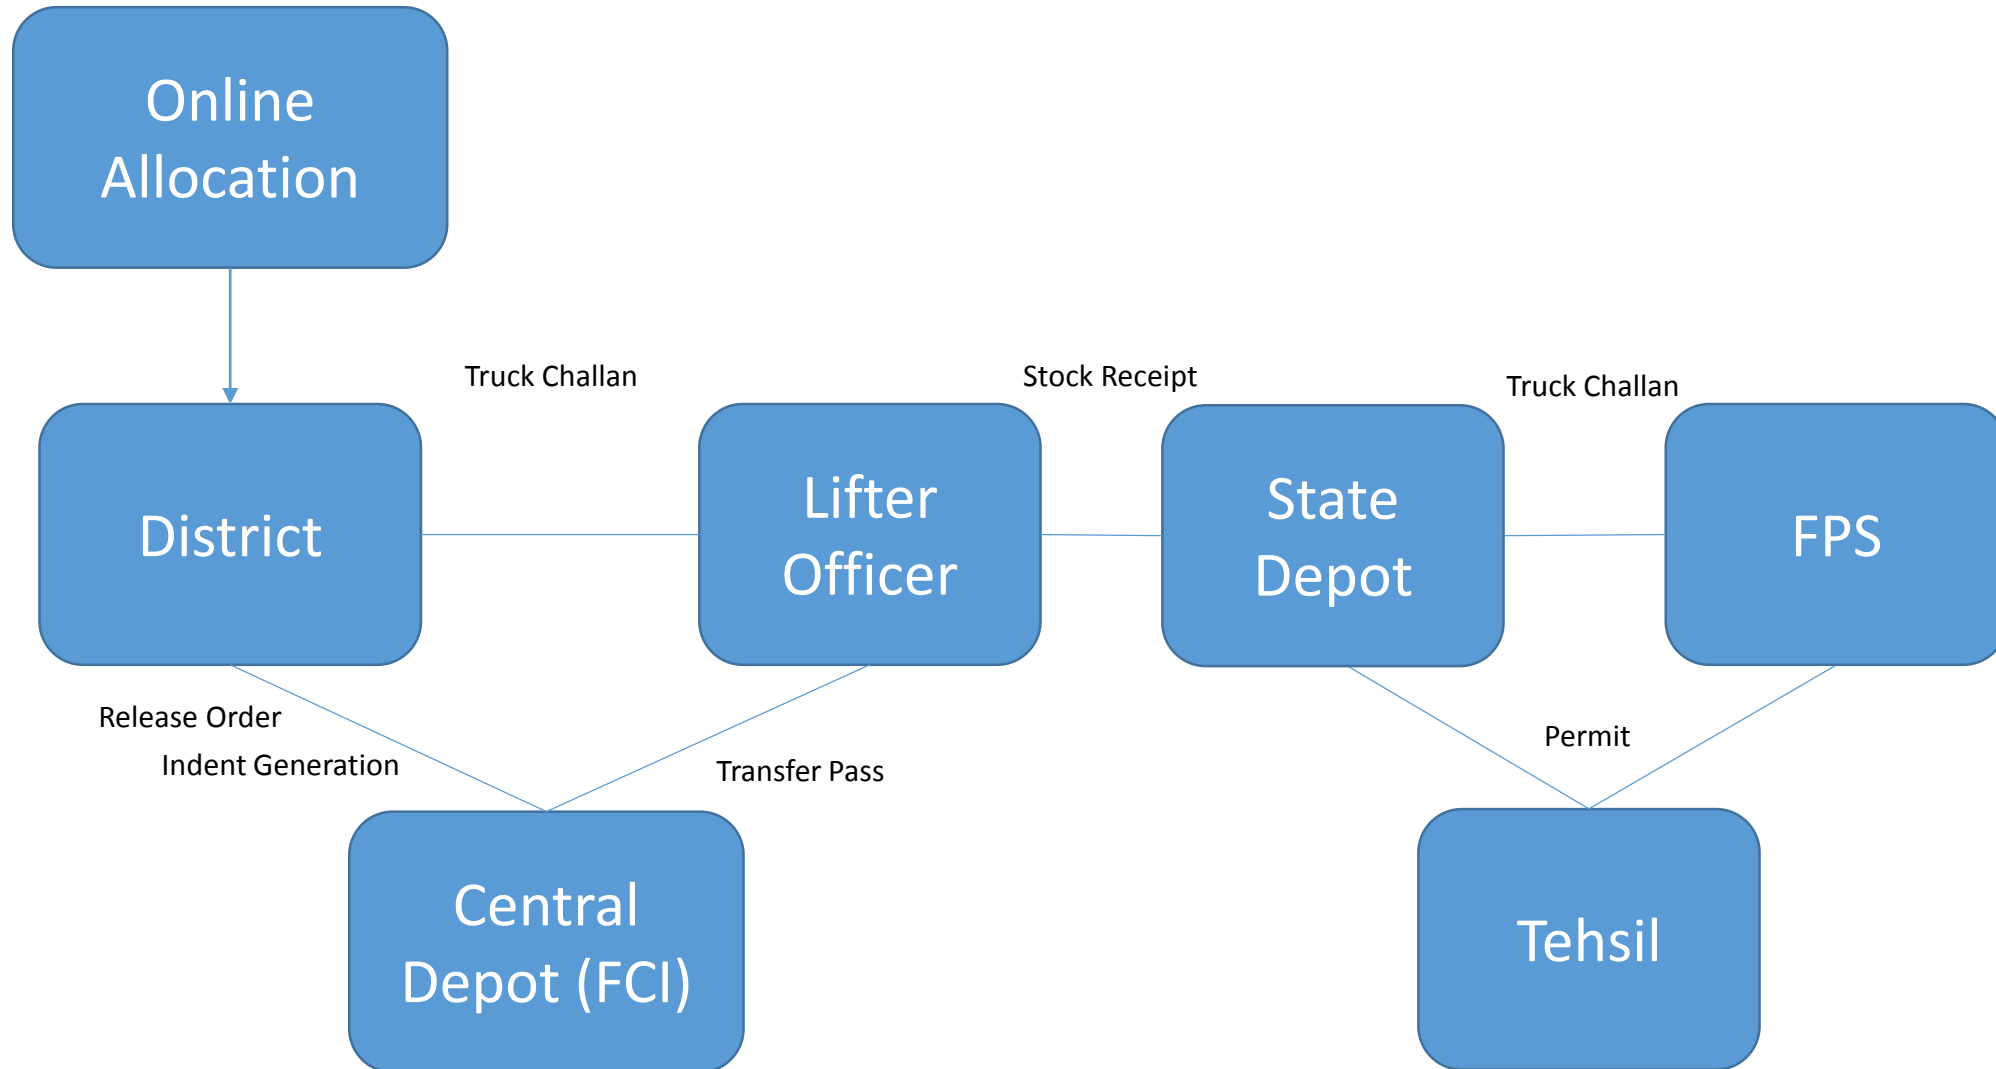 Online
Allocation
Truck Challan
Stock Receipt
Truck Challan
District
Lifter
Officer
State
Depot
FPS
Release Order
Indent Generation
Transfer Pass
Permit
Central
Depot (FCI)
Tehsil